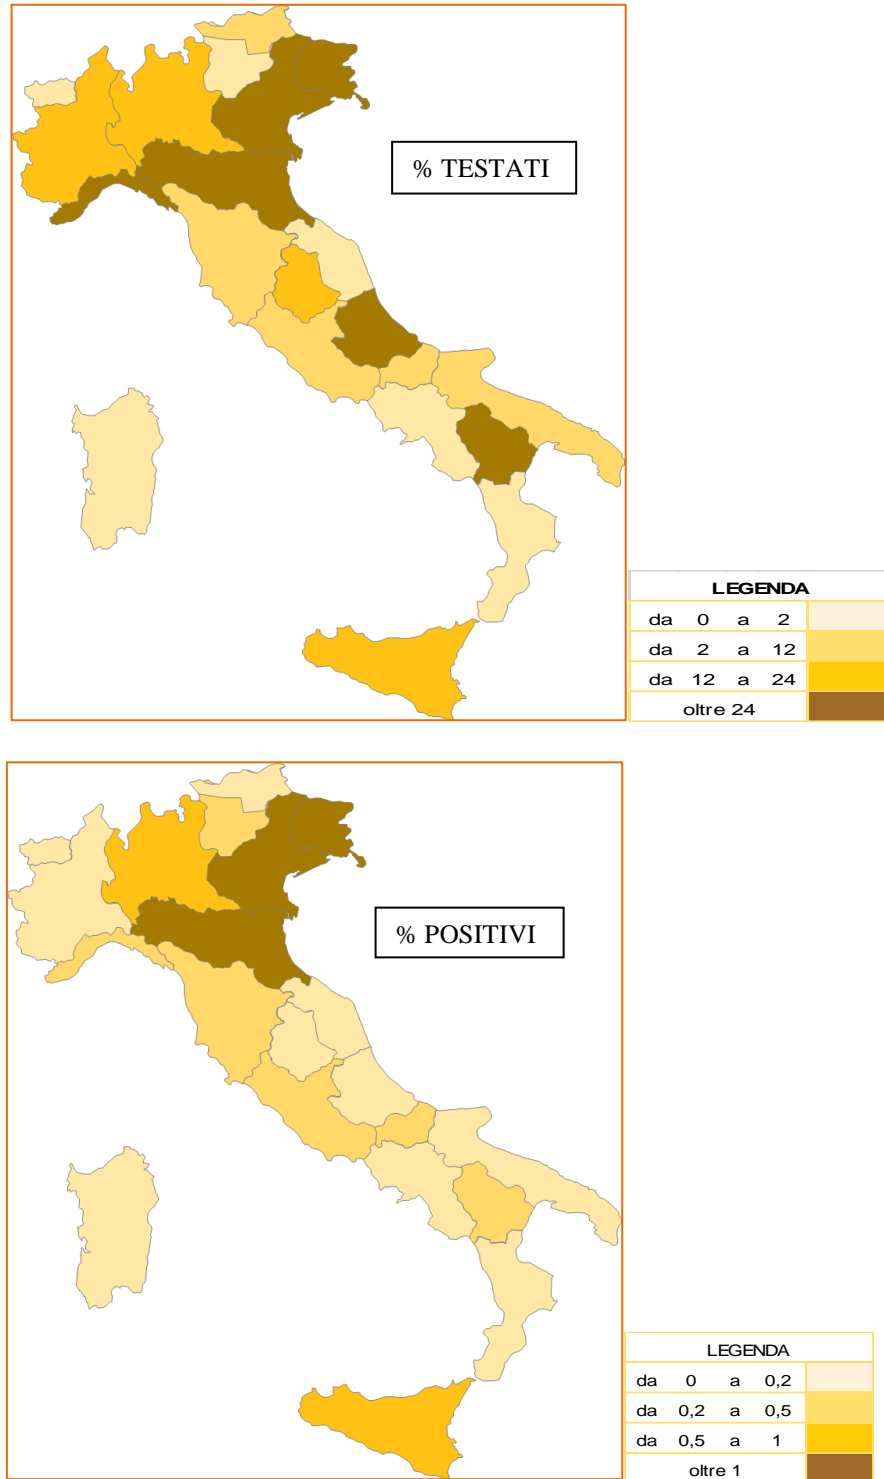 % TESTATI
LEGENDA
da 0 a 2
da 2 a 12
da 12 a 24
oltre 24
% POSITIVI
LEGENDA
da 0 a 0,2
da 0,2 a 0,5
da 0,5 a 1
oltre 1